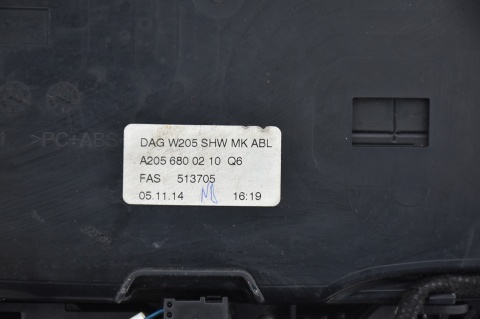 >PC+ABS
DAG W205 SHW MK ABL
A205 680 02 10 Q6
FAS 513705
05.11.14 16:19